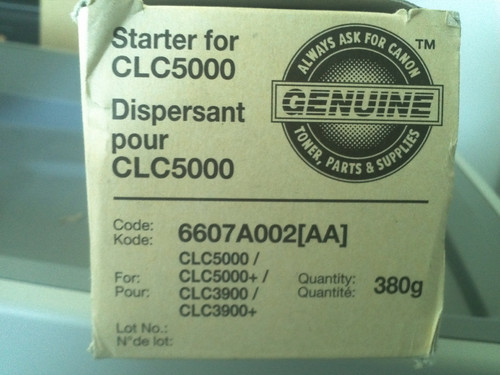 Starter for
CLC5000
Dispersant
pour
CLC5000
ALWAYS ASK FOR CANON
TM
GENUINE
TONER, PARTS & SUPPLIES
Code:
Kode:
6607A002[AA]
For:
Pour:
CLC5000 /
CLC5000+ /
CLC3900 /
CLC3900+
Quantity:
Quantité:
380g
Lot No.:
N° de lot: